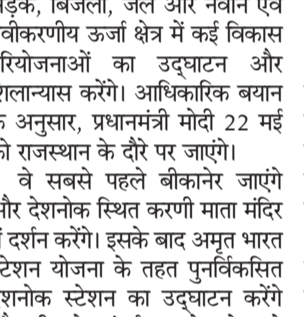 बिजली, जल और नवीन एवं
वीकरणीय ऊर्जा क्षेत्र में कई विकास
रियोजनाओं का उद्घाटन और
शलान्यास करेंगे। आधिकारिक बयान
अनुसार, प्रधानमंत्री मोदी 22 मई
राजस्थान के दौरे पर जाएंगे।
वे सबसे पहले बीकानेर जाएंगे
और देशनोक स्थित करणी माता मंदिर
दर्शन करेंगे। इसके बाद अमृत भारत
टेशन योजना के तहत पुनर्विकसित
शनोक स्टेशन का उद्घाटन करेंगे